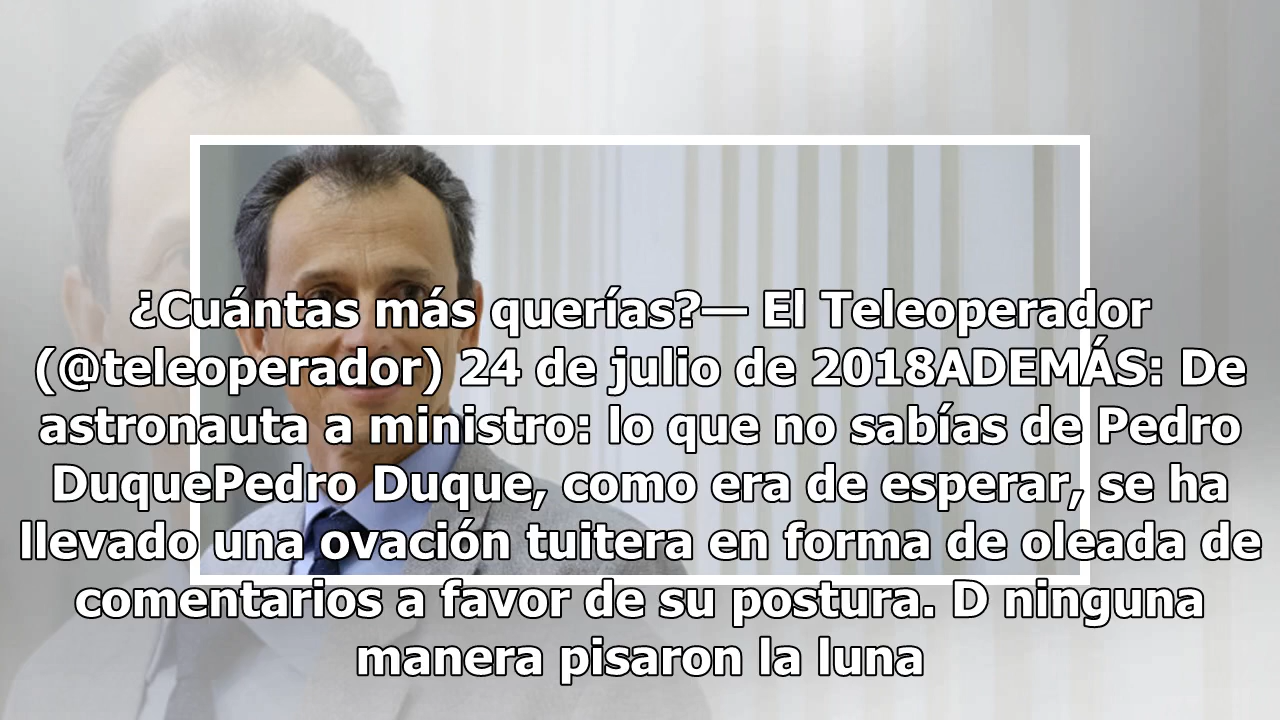 ¿Cuántas más querías?— El Teleoperador
(@teleoperador) 24 de julio de 2018ADEMÁS: De
astronauta a ministro: lo que no sabías de Pedro
DuquePedro Duque, como era de esperar, se ha
llevado una ovación tuitera en forma de oleada de
comentarios a favor de su postura. D ninguna
manera pisaron la luna